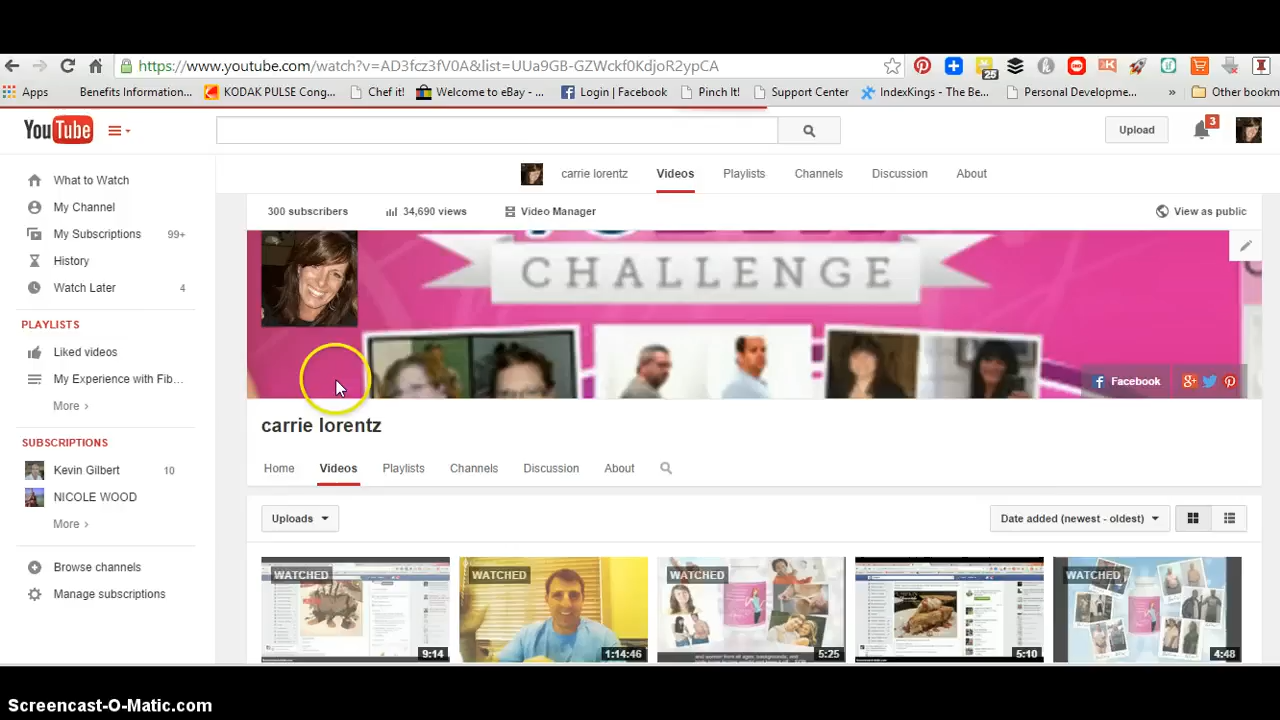 https://www.youtube.com/watch?v=AD3fcz3fV0A&list=UUa9GB-GZWckf0KdjoR2ypCA
25
Apps Benefits Information... KODAK PULSE Cong... Chef it! Welcome to eBay - ... Login | Facebook Pinch It! Support Center IndexKings - The Be... Personal Developme... » Other bookm
YouTube Upload 3
carrie lorentz Videos Playlists Channels Discussion About
What to Watch
My Channel
My Subscriptions 99+
History
Watch Later 4
PLAYLISTS
Liked videos
My Experience with Fib...
More ›
SUBSCRIPTIONS
Kevin Gilbert 10
NICOLE WOOD
More ›
Browse channels
Manage subscriptions
300 subscribers 34,690 views Video Manager View as public
CHALLENGE
Facebook
carrie lorentz
Home Videos Playlists Channels Discussion About
Uploads Date added (newest - oldest)
WATCHED WATCHED WATCHED WATCHED
9:14 1:14:46 5:25 5:10 4:48
Screencast-O-Matic.com